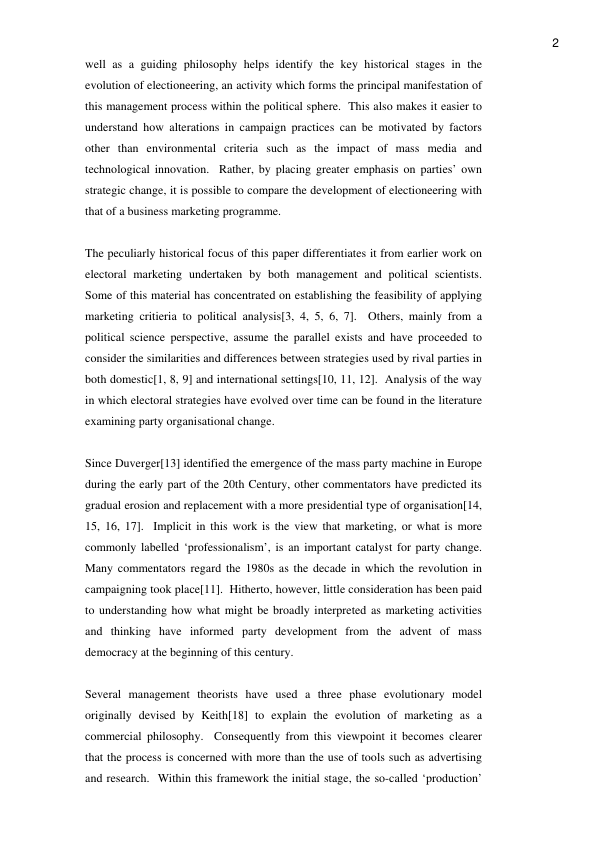 2
well as a guiding philosophy helps identify the key historical stages in the
evolution of electioneering, an activity which forms the principal manifestation of
this management process within the political sphere.  This also makes it easier to
understand how alterations in campaign practices can be motivated by factors
other than environmental criteria such as the impact of mass media and
technological innovation.  Rather, by placing greater emphasis on parties’ own
strategic change, it is possible to compare the development of electioneering with
that of a business marketing programme.

The peculiarly historical focus of this paper differentiates it from earlier work on
electoral marketing undertaken by both management and political scientists.
Some of this material has concentrated on establishing the feasibility of applying
marketing critieria to political analysis[3, 4, 5, 6, 7].  Others, mainly from a
political science perspective, assume the parallel exists and have proceeded to
consider the similarities and differences between strategies used by rival parties in
both domestic[1, 8, 9] and international settings[10, 11, 12].  Analysis of the way
in which electoral strategies have evolved over time can be found in the literature
examining party organisational change.

Since Duverger[13] identified the emergence of the mass party machine in Europe
during the early part of the 20th Century, other commentators have predicted its
gradual erosion and replacement with a more presidential type of organisation[14,
15, 16, 17].  Implicit in this work is the view that marketing, or what is more
commonly labelled ‘professionalism’, is an important catalyst for party change.
Many commentators regard the 1980s as the decade in which the revolution in
campaigning took place[11].  Hitherto, however, little consideration has been paid
to understanding how what might be broadly interpreted as marketing activities
and thinking have informed party development from the advent of mass
democracy at the beginning of this century.

Several management theorists have used a three phase evolutionary model
originally devised by Keith[18] to explain the evolution of marketing as a
commercial philosophy.  Consequently from this viewpoint it becomes clearer
that the process is concerned with more than the use of tools such as advertising
and research.  Within this framework the initial stage, the so-called ‘production’